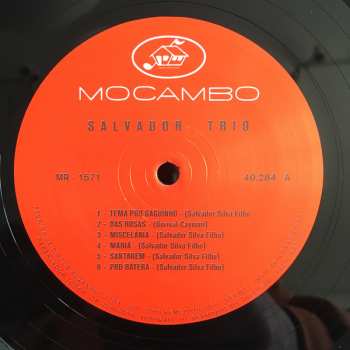 MOCAMBO
SALVADOR TRIO
MR - 1571 40.284 A
1 - TEMA PRO GAGUINHO - (Salvador Silva Filho
2 - DAS ROSAS - (Dorival Caymmi)
3 - MISCELANIA - (Salvador Silva Filho)
4 - MARIÁ - (Salvador Silva Filho)
5 - SANTARÉM - (Salvador Silva Filho)
6 - PRO BATERA - (Salvador Silva Filho)